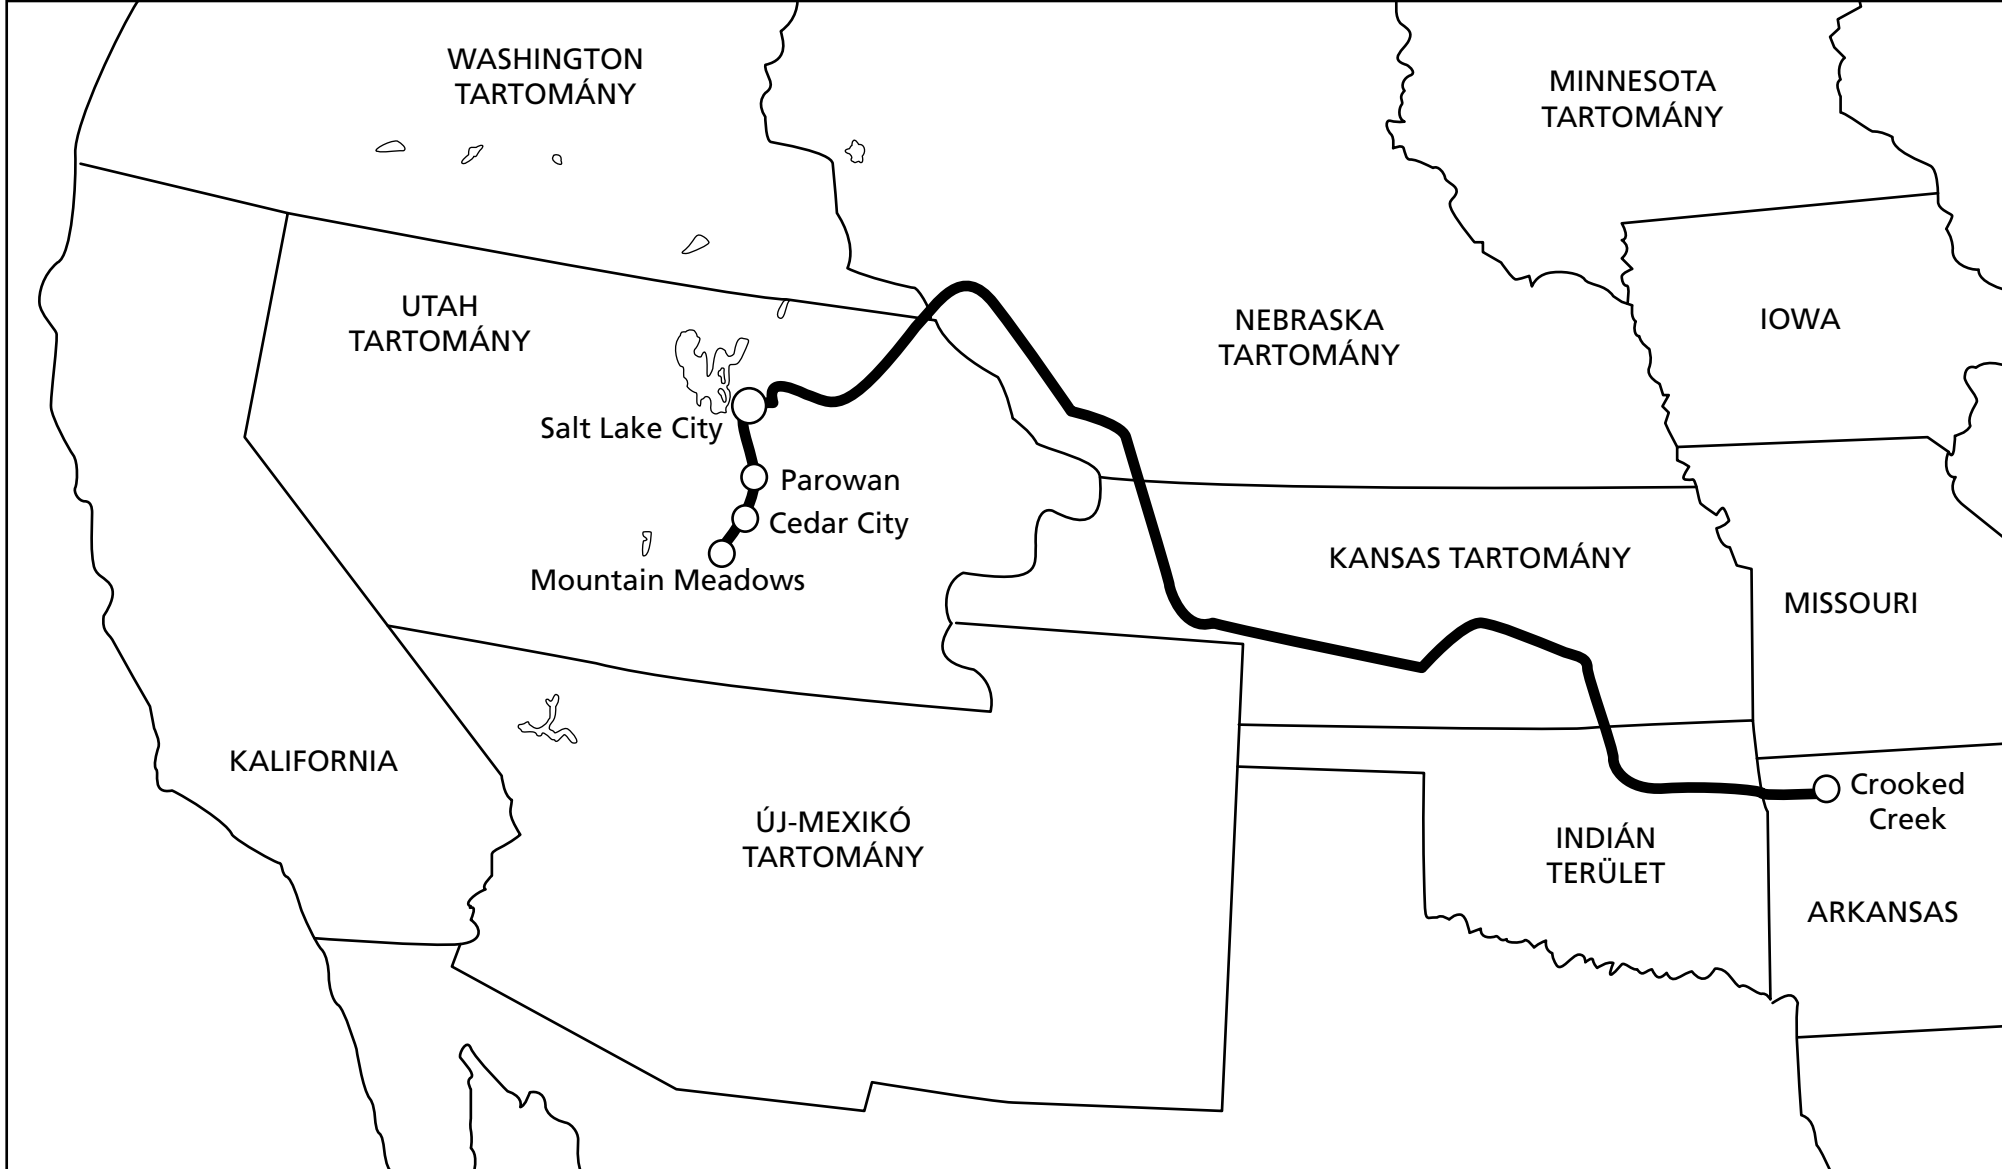 WASHINGTON
TARTOMÁNY
MINNESOTA
TARTOMÁNY
UTAH
TARTOMÁNY
NEBRASKA
TARTOMÁNY
IOWA
Salt Lake City
Parowan
Cedar City
Mountain Meadows
KANSAS TARTOMÁNY
MISSOURI
KALIFORNIA
ÚJ-MEXIKÓ
TARTOMÁNY
Crooked
Creek
INDIÁN
TERÜLET
ARKANSAS